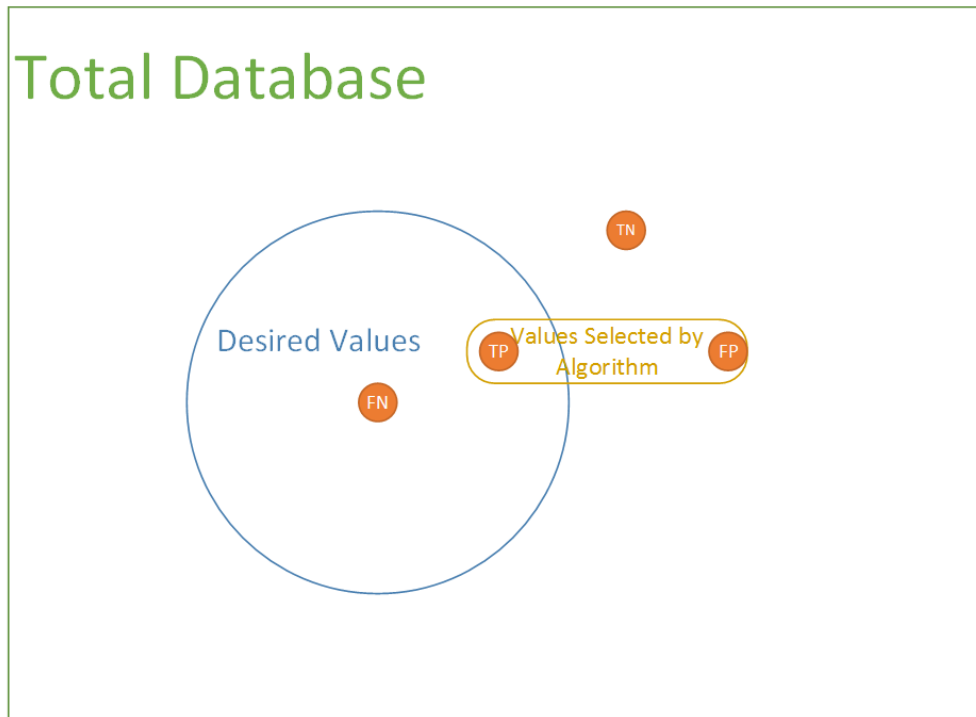 Total Database
TN
Desired Values
TP
Values Selected by
Algorithm
FP
FN